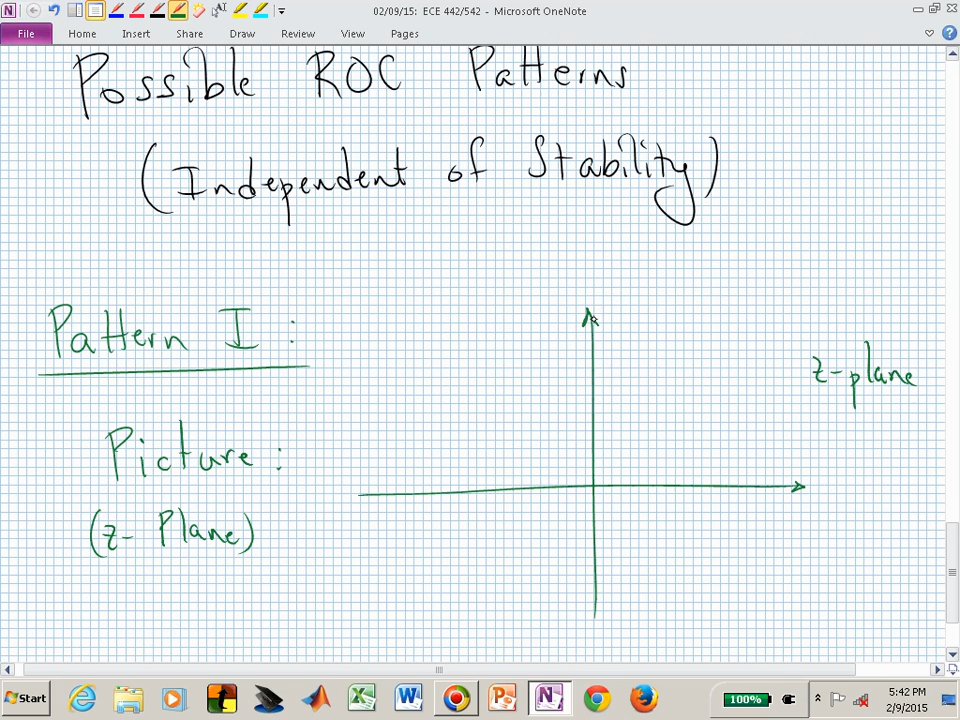 02/09/15: ECE 442/542 - Microsoft OneNote
File Home Insert Share Draw Review View Pages
Possible ROC Patterns
(Independent of Stability)
Pattern I :
z-plane
Picture :
(z- Plane)
Start
100%
5:42 PM
2/9/2015